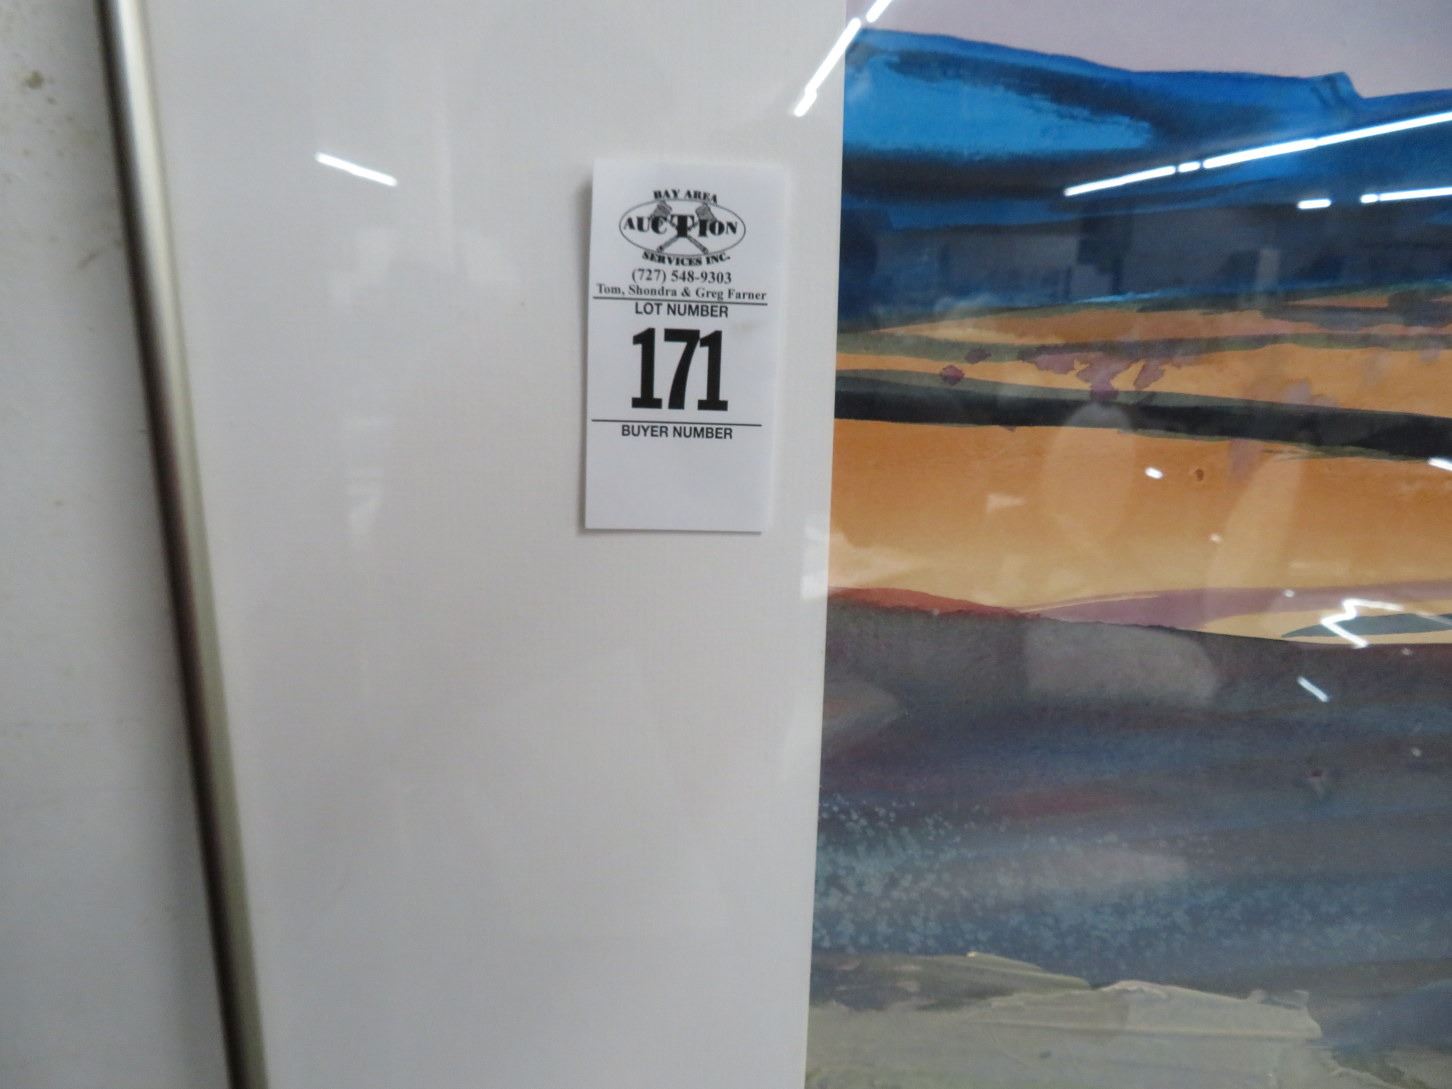 BAY AREA
AUCTION
SERVICES INC.
(727) 548-9303
Tom, Shondra & Greg Farner
LOT NUMBER
171
BUYER NUMBER